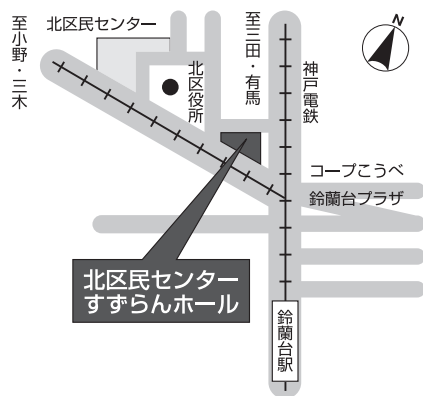 至小野・三木
北区民センター
北区役所
至三田・有馬
神戸電鉄
N
コープこうべ
鈴蘭台プラザ
北区民センター
すずらんホール
鈴蘭台駅